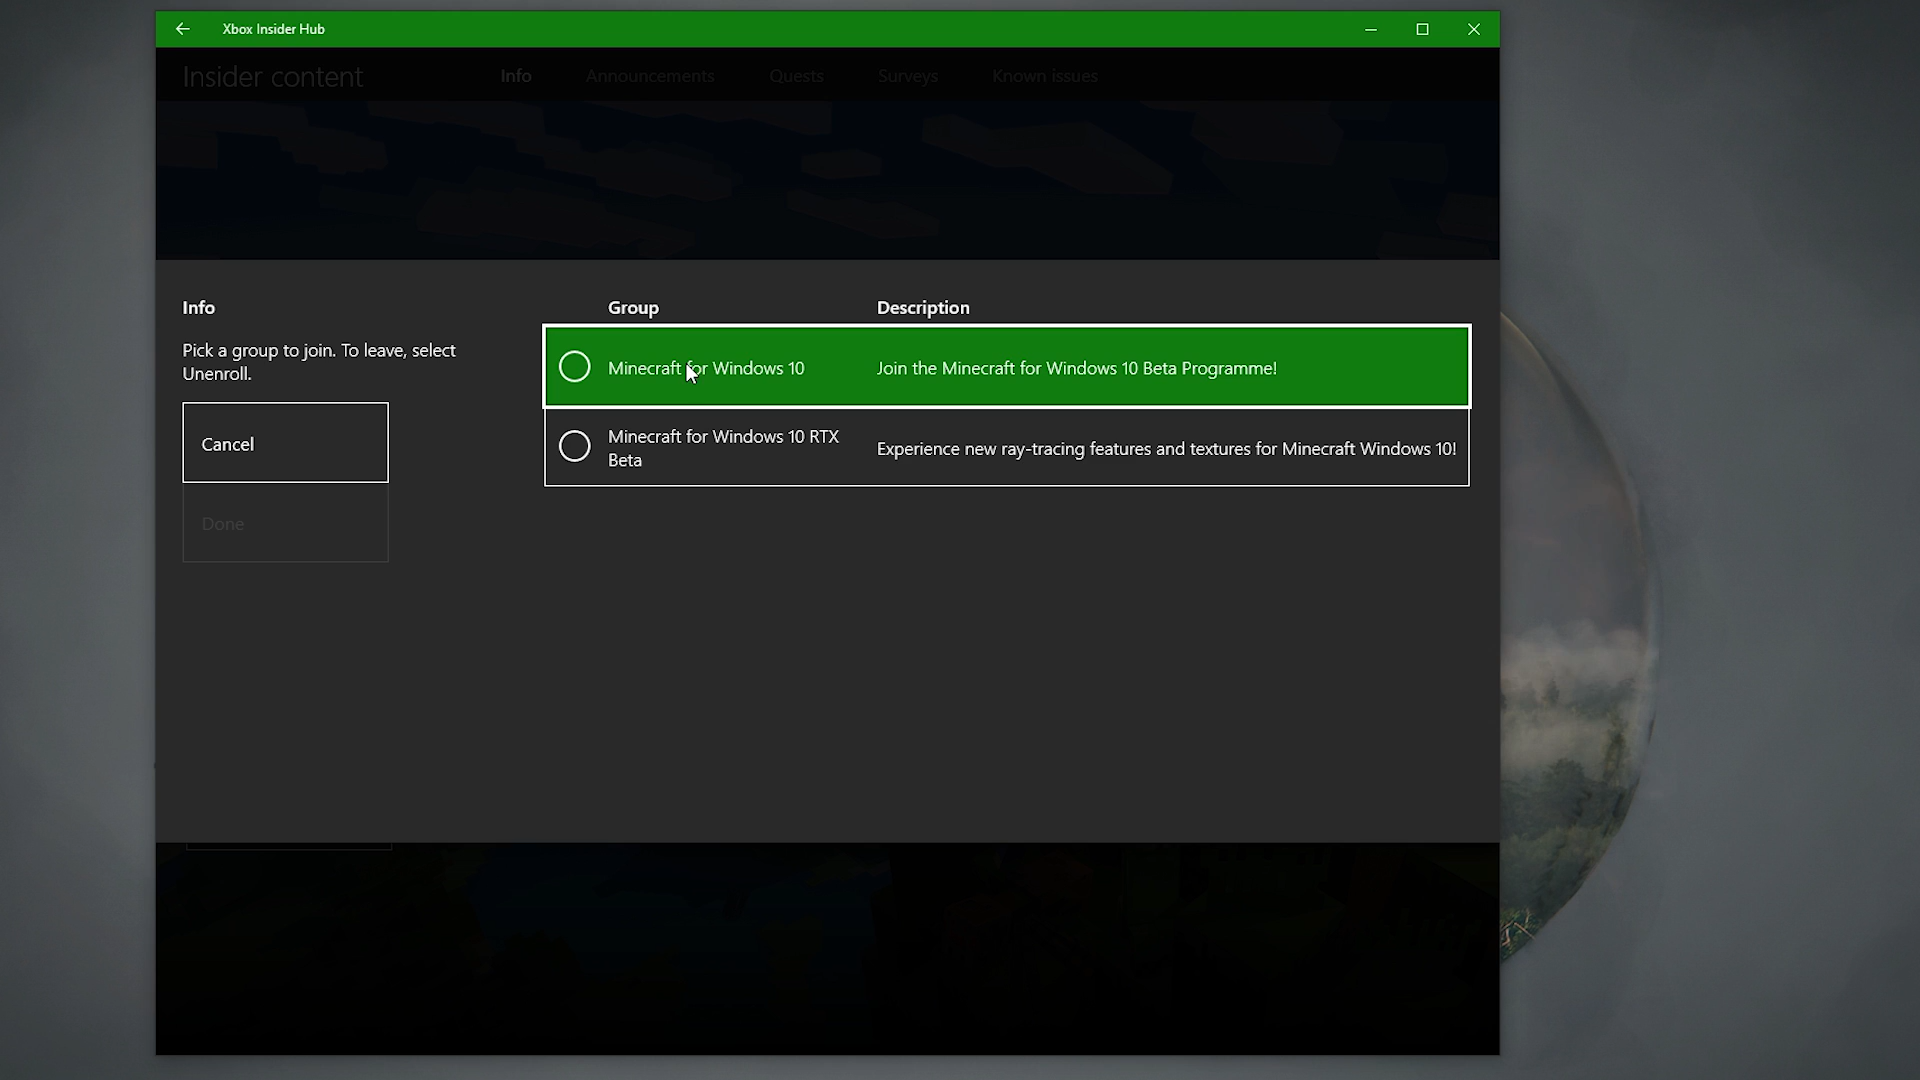 Xbox Insider Hub
Insider content
Info
Announcements
Quests
Surveys
Known issues
Info
Pick a group to join. To leave, select
Unenroll.
Cancel
Done
Group
Description
Minecraft for Windows 10
Join the Minecraft for Windows 10 Beta Programme!
Minecraft for Windows 10 RTX
Beta
Experience new ray-tracing features and textures for Minecraft Windows 10!